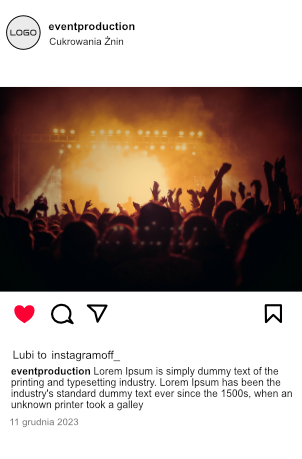 LOGO
eventproduction
Cukrowania Żnin
Lubi to instagramoff_
eventproduction Lorem Ipsum is simply dummy text of the
printing and typesetting industry. Lorem Ipsum has been the
industry's standard dummy text ever since the 1500s, when an
unknown printer took a galley
11 grudnia 2023